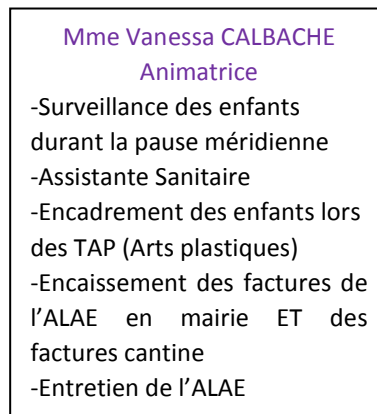 Mme Vanessa CALBACHE
Animatrice
-Surveillance des enfants
durant la pause méridienne
-Assistante Sanitaire
-Encadrement des enfants lors
des TAP (Arts plastiques)
-Encaissement des factures de
l’ALAE en mairie ET des
factures cantine
-Entretien de l’ALAE